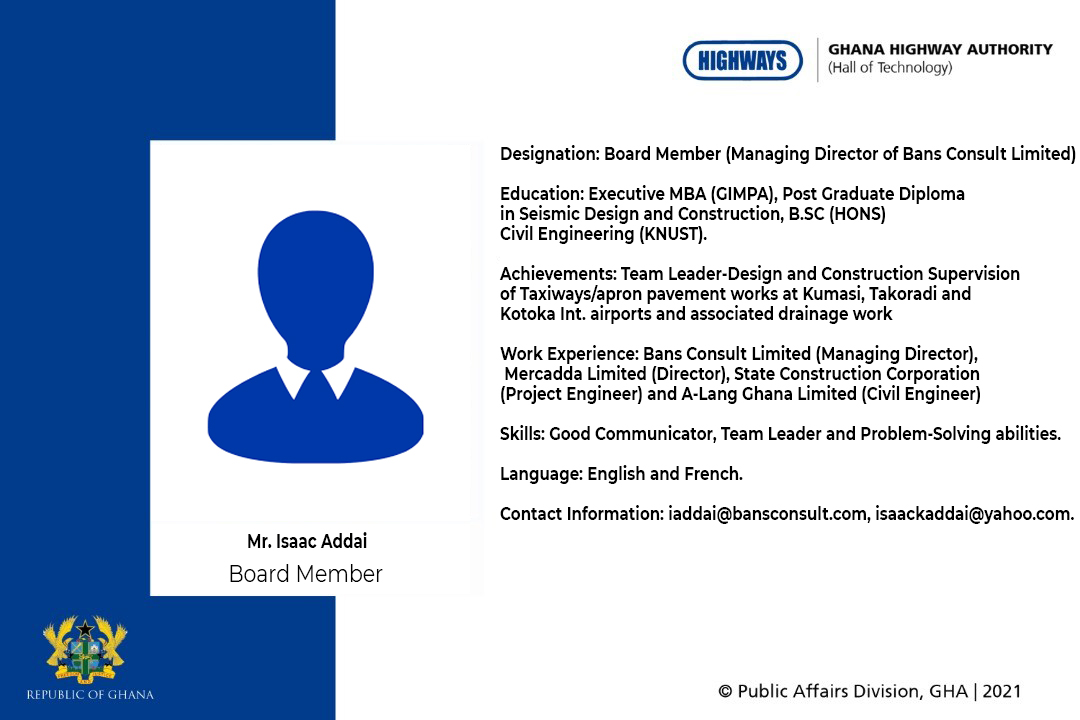 HIGHWAYS
GHANA HIGHWAY AUTHORITY
(Hall of Technology)
Designation: Board Member (Managing Director of Bans Consult Limited)
Education: Executive MBA (GIMPA), Post Graduate Diploma
in Seismic Design and Construction, B.SC (HONS)
Civil Engineering (KNUST).
Achievements: Team Leader-Design and Construction Supervision
of Taxiways/apron pavement works at Kumasi, Takoradi and
Kotoka Int. airports and associated drainage work
Work Experience: Bans Consult Limited (Managing Director),
Mercadda Limited (Director), State Construction Corporation
(Project Engineer) and A-Lang Ghana Limited (Civil Engineer)
Skills: Good Communicator, Team Leader and Problem-Solving abilities.
Language: English and French.
Contact Information: iaddai@bansconsult.com, isaackaddai@yahoo.com.
Mr. Isaac Addai
Board Member
REPUBLIC OF GHANA
© Public Affairs Division, GHA | 2021